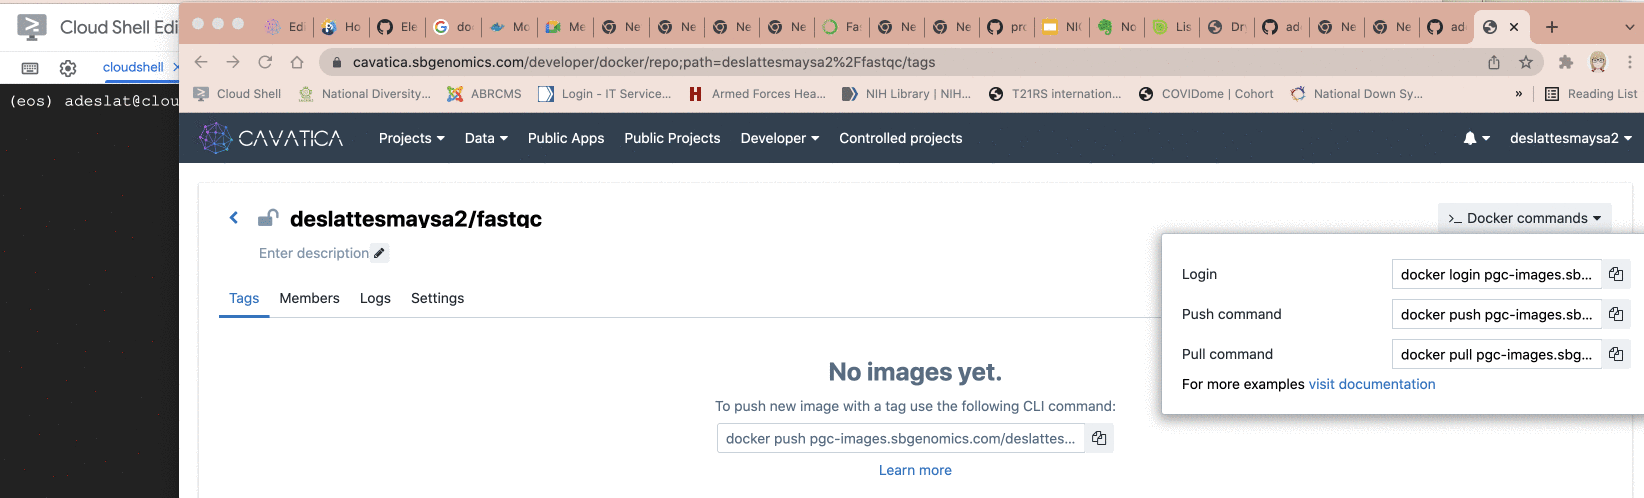 Cloud Shell Edi
Edi
Ho
Ele
do
Mo
Me
Ne
Ne
Ne
Ne
Fas
Ne
Ne
pro
NIC
No
Lis
Dr
ad
Ne
Ne
ad
cavatica.sbgenomics.com/developer/docker/repo;path=deslattesmaysa2%2Ffastqc/tags
cloudshell
Cloud Shell
National Diversity...
ABRCMS
Login - IT Service...
Armed Forces Hea...
NIH Library | NIH...
T21RS internation...
COVIDome | Cohort
National Down Sy...
»
Reading List
(eos) adeslat@clou
CAVATICA
Projects
Data
Public Apps
Public Projects
Developer
Controlled projects
deslattesmaysa2
deslattesmaysa2/fastqc
>_ Docker commands
Enter description
Login
docker login pgc-images.sb...
Push command
docker push pgc-images.sb...
Pull command
docker pull pgc-images.sbg...
For more examples visit documentation
Tags
Members
Logs
Settings
No images yet.
To push new image with a tag use the following CLI command:
docker push pgc-images.sbgenomics.com/deslattes...
Learn more